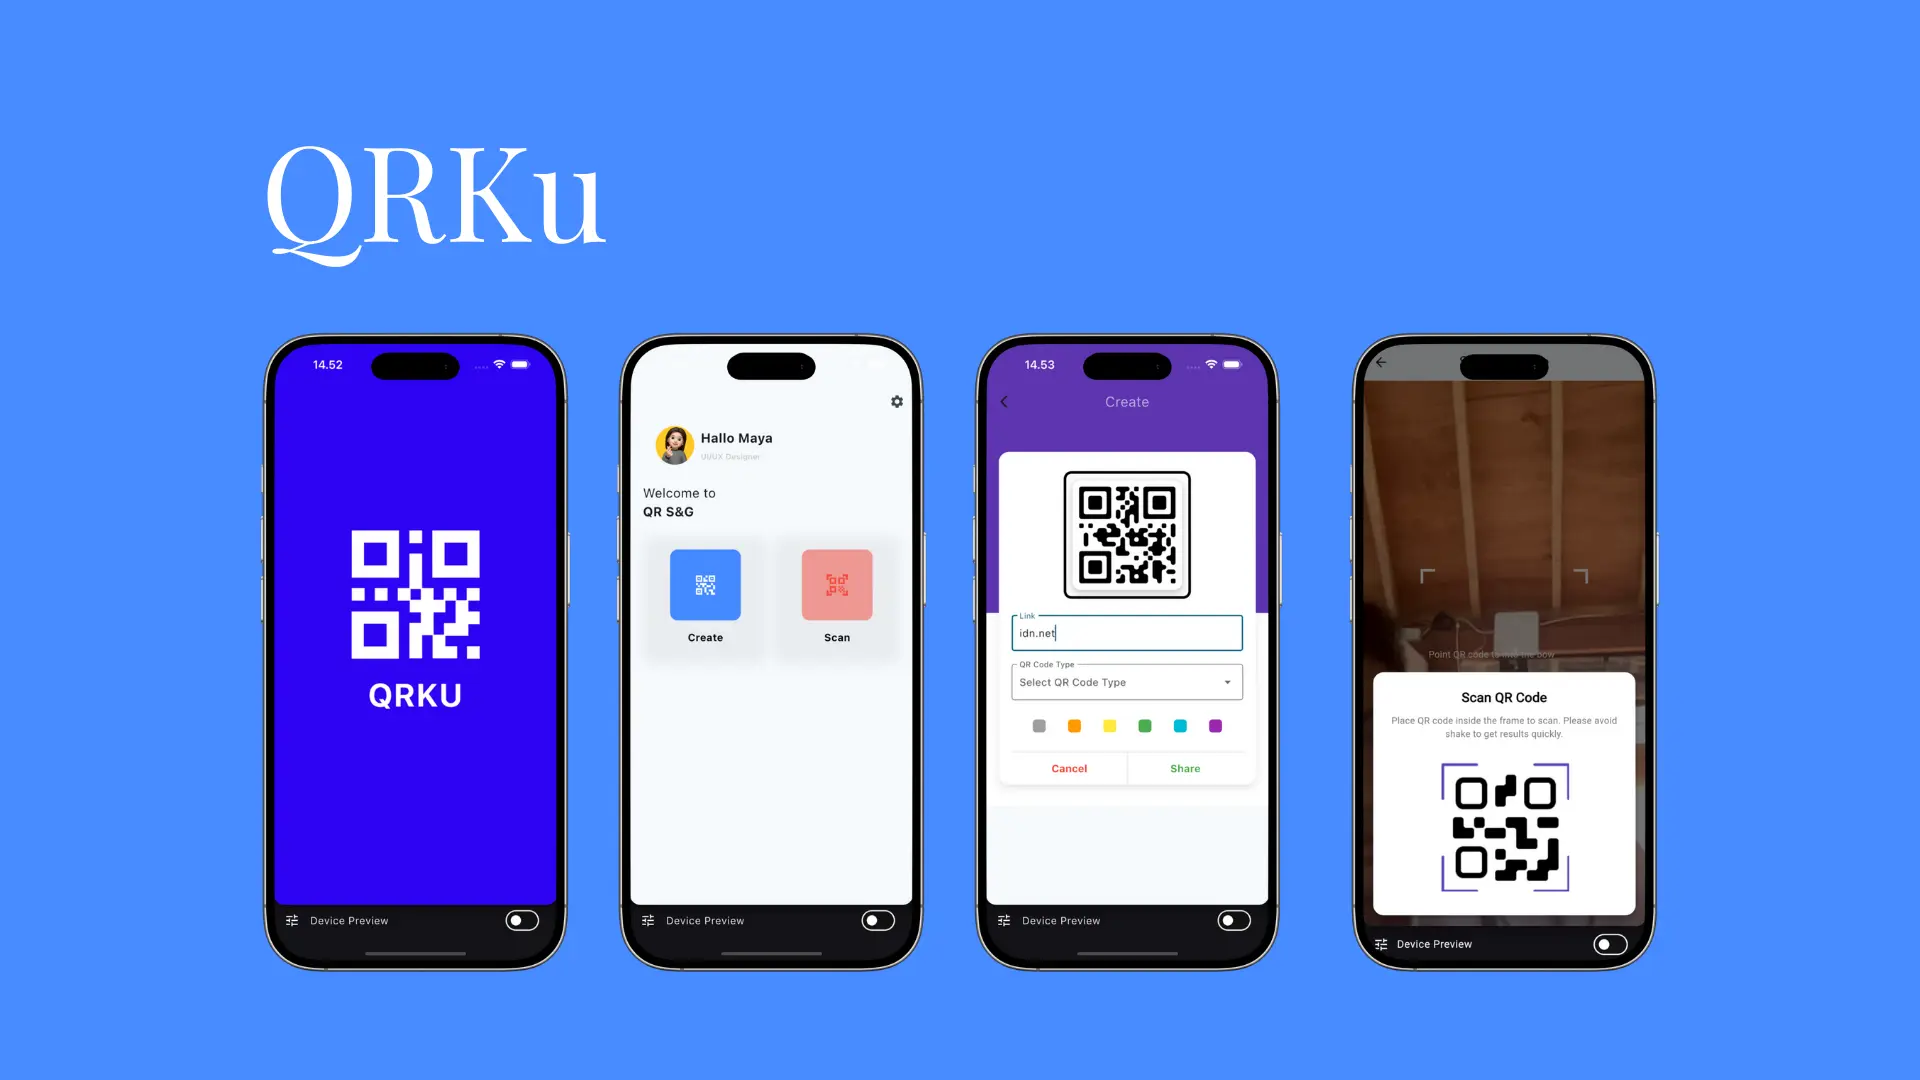 QRKu
14.52
QRKU
Device Preview
Hallo Maya
UI/UX Designer
Welcome to
QR S&G
Create
Scan
Device Preview
14.53
Create
Link
idn.net
QR Code Type
Select QR Code Type
Cancel
Share
Device Preview
Point QR code to
Scan QR Code
Place QR code inside the frame to scan. Please avoid
shake to get results quickly.
Device Preview